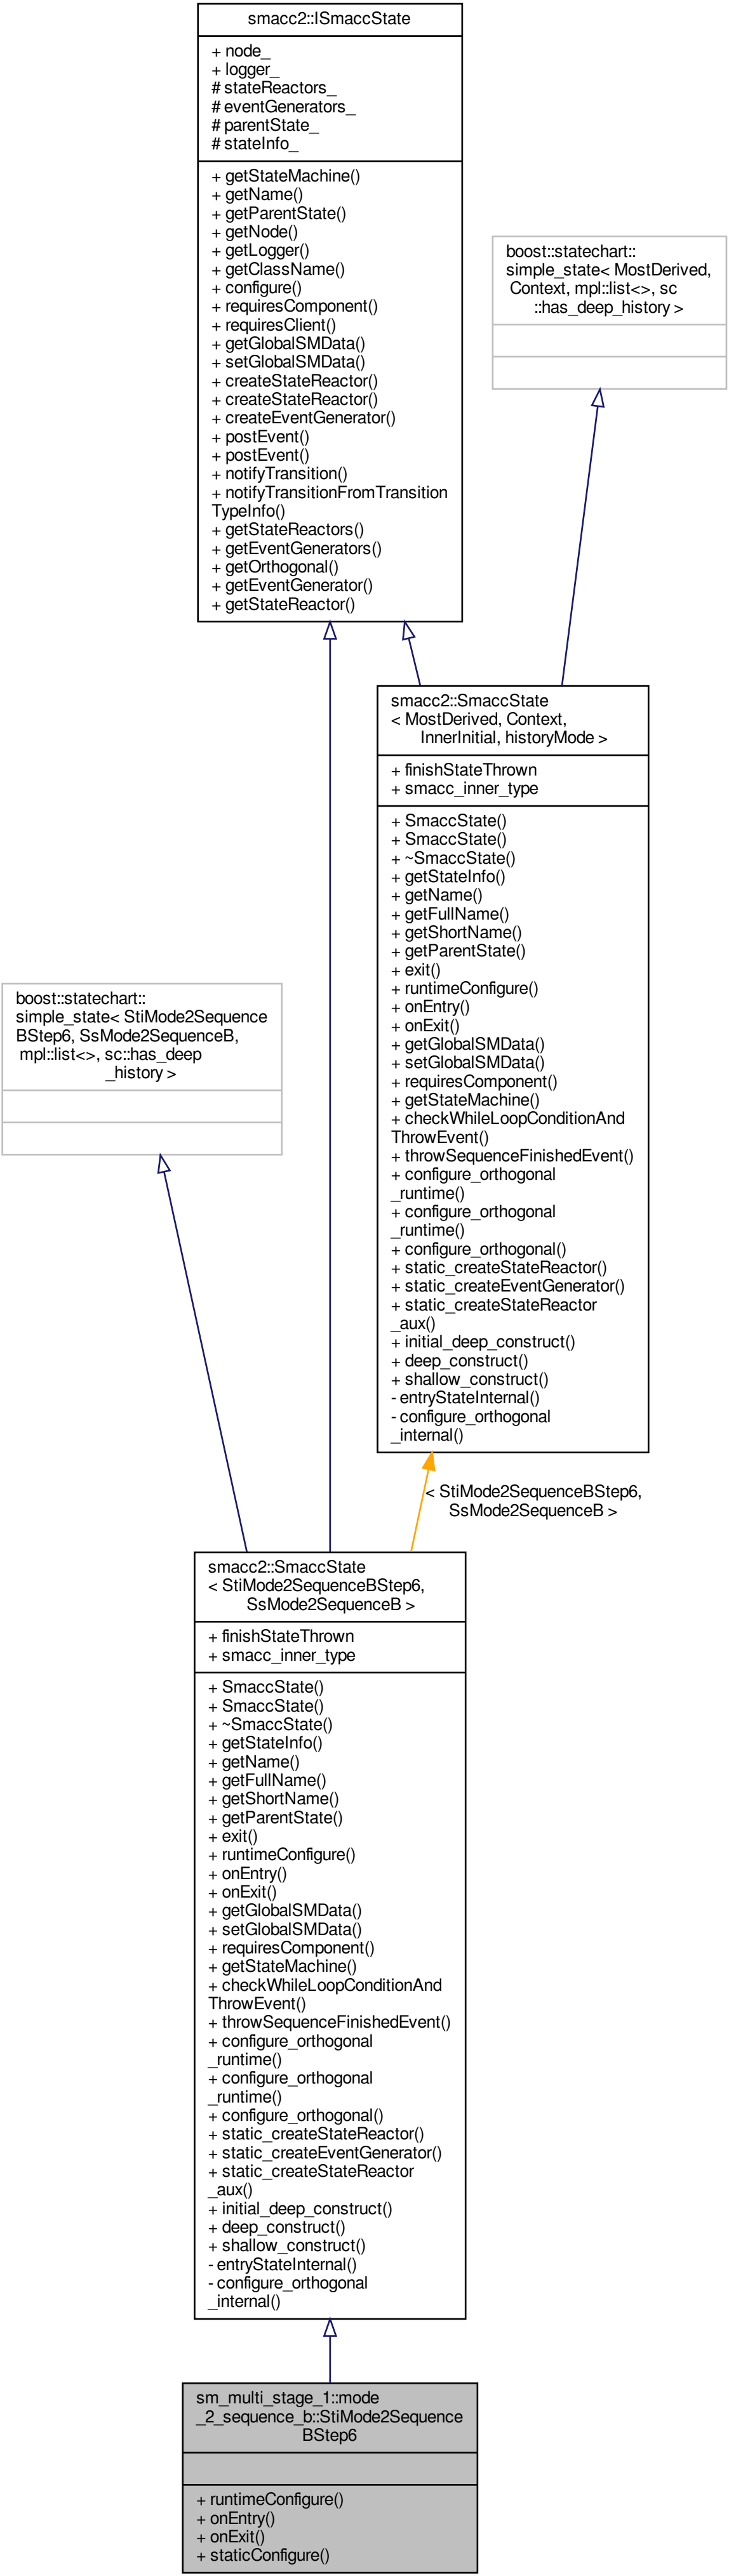 smacc2::ISmaccState
+ node_
+ logger_
# stateReactors_
# eventGenerators_
# parentState_
# stateInfo_
+ getStateMachine()
+ getName()
+ getParentState()
+ getNode()
+ getLogger()
+ getClassName()
+ configure()
+ requiresComponent()
+ requiresClient()
+ getGlobalSMData()
+ setGlobalSMData()
+ createStateReactor()
+ createStateReactor()
+ createEventGenerator()
+ postEvent()
+ postEvent()
+ notifyTransition()
+ notifyTransitionFromTransition
TypeInfo()
+ getStateReactors()
+ getEventGenerators()
+ getOrthogonal()
+ getEventGenerator()
+ getStateReactor()
boost::statechart::
simple_state< MostDerived,
Context, mpl::list<>, sc
::has_deep_history >
smacc2::SmaccState
< MostDerived, Context,
InnerInitial, historyMode >
+ finishStateThrown
+ smacc_inner_type
+ SmaccState()
+ SmaccState()
+ ~SmaccState()
+ getStateInfo()
+ getName()
+ getFullName()
+ getShortName()
+ getParentState()
+ exit()
+ runtimeConfigure()
+ onEntry()
+ onExit()
+ getGlobalSMData()
+ setGlobalSMData()
+ requiresComponent()
+ getStateMachine()
+ checkWhileLoopConditionAnd
ThrowEvent()
+ throwSequenceFinishedEvent()
+ configure_orthogonal
_runtime()
+ configure_orthogonal
_runtime()
+ configure_orthogonal()
+ static_createStateReactor()
+ static_createEventGenerator()
+ static_createStateReactor
_aux()
+ initial_deep_construct()
+ deep_construct()
+ shallow_construct()
- entryStateInternal()
- configure_orthogonal
_internal()
boost::statechart::
simple_state< StiMode2Sequence
BStep6, SsMode2SequenceB,
mpl::list<>, sc::has_deep
_history >
< StiMode2SequenceBStep6,
SsMode2SequenceB >
smacc2::SmaccState
< StiMode2SequenceBStep6,
SsMode2SequenceB >
+ finishStateThrown
+ smacc_inner_type
+ SmaccState()
+ SmaccState()
+ ~SmaccState()
+ getStateInfo()
+ getName()
+ getFullName()
+ getShortName()
+ getParentState()
+ exit()
+ runtimeConfigure()
+ onEntry()
+ onExit()
+ getGlobalSMData()
+ setGlobalSMData()
+ requiresComponent()
+ getStateMachine()
+ checkWhileLoopConditionAnd
ThrowEvent()
+ throwSequenceFinishedEvent()
+ configure_orthogonal
_runtime()
+ configure_orthogonal
_runtime()
+ configure_orthogonal()
+ static_createStateReactor()
+ static_createEventGenerator()
+ static_createStateReactor
_aux()
+ initial_deep_construct()
+ deep_construct()
+ shallow_construct()
- entryStateInternal()
- configure_orthogonal
_internal()
sm_multi_stage_1::mode
_2_sequence_b::StiMode2Sequence
BStep6
+ runtimeConfigure()
+ onEntry()
+ onExit()
+ staticConfigure()